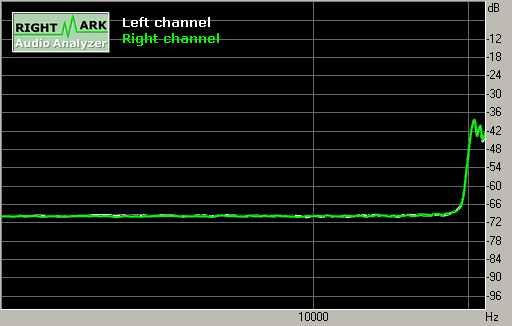 dB
RIGHT MARK
Audio Analyzer
Left channel
Right channel
-12
-18
-24
-30
-36
-42
-48
-54
-60
-66
-72
-78
-84
-90
-96
10000
Hz